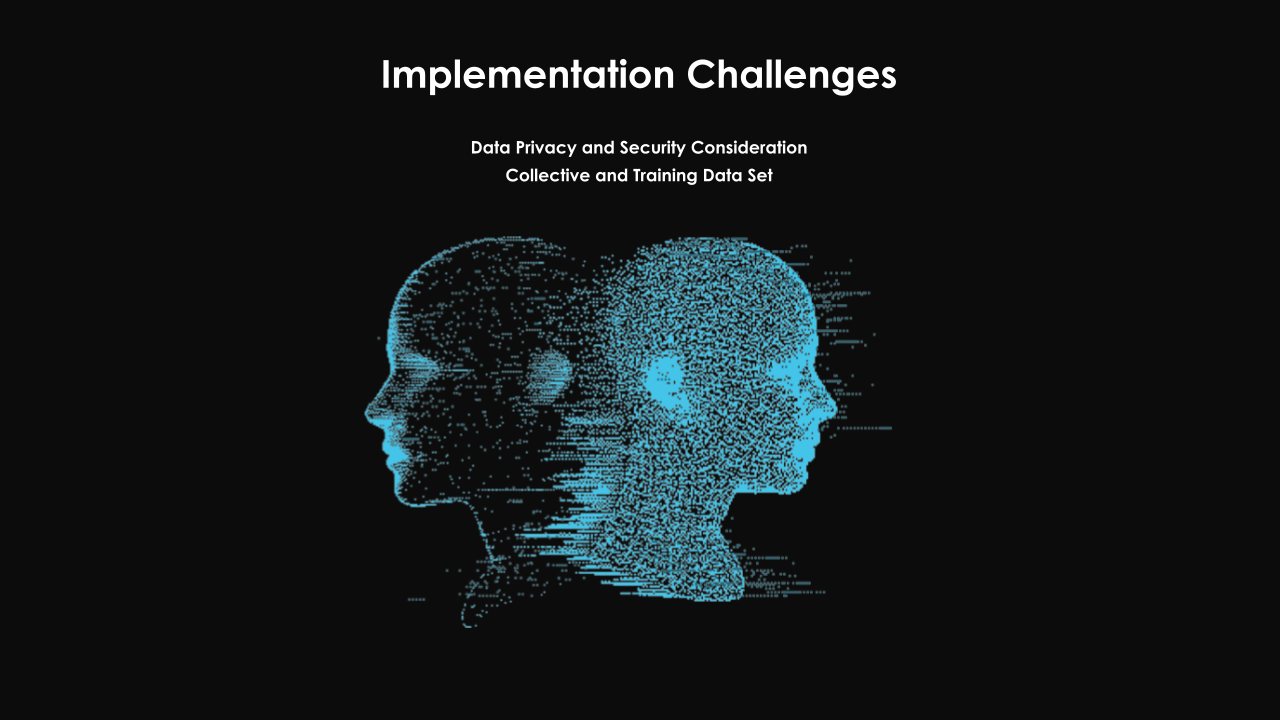 Implementation Challenges
Data Privacy and Security Consideration
Collective and Training Data Set